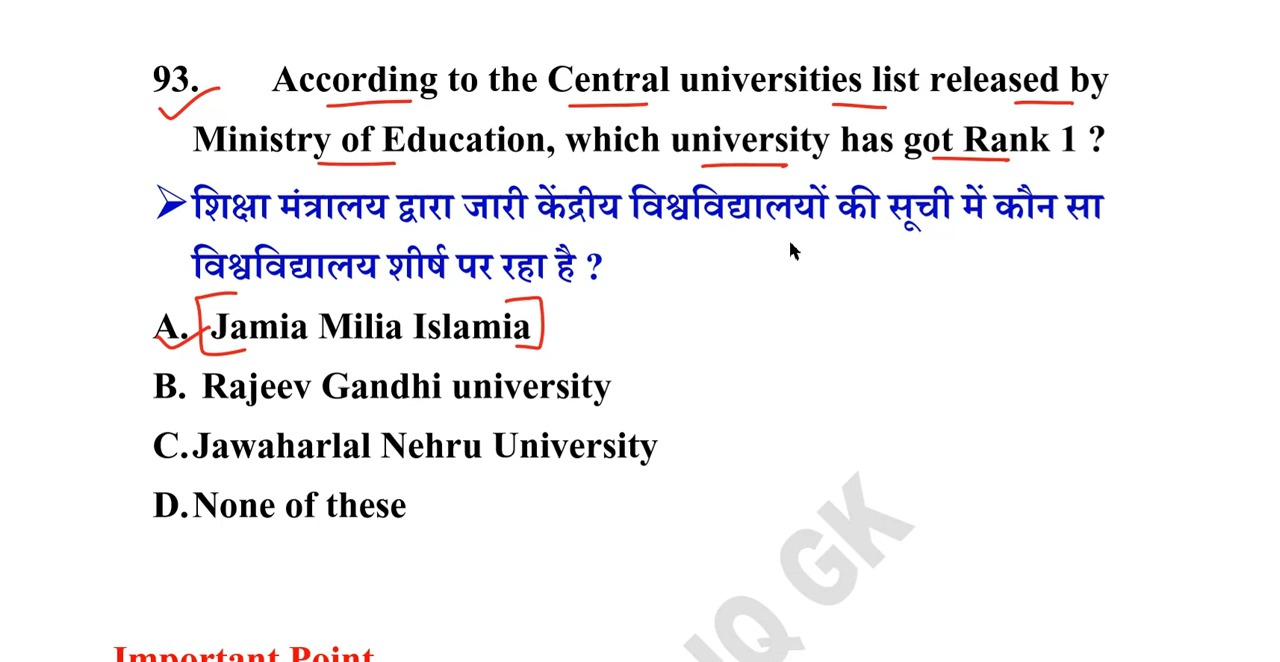 93. According to the Central universities list released by
Ministry of Education, which university has got Rank 1 ?
➤शिक्षा मंत्रालय द्वारा जारी केंद्रीय विश्वविद्यालयों की सूची में कौन सा
विश्वविद्यालय शीर्ष पर रहा है ?
A. Jamia Milia Islamia
B. Rajeev Gandhi university
C.Jawaharlal Nehru University
D.None of these
GK
Important Point